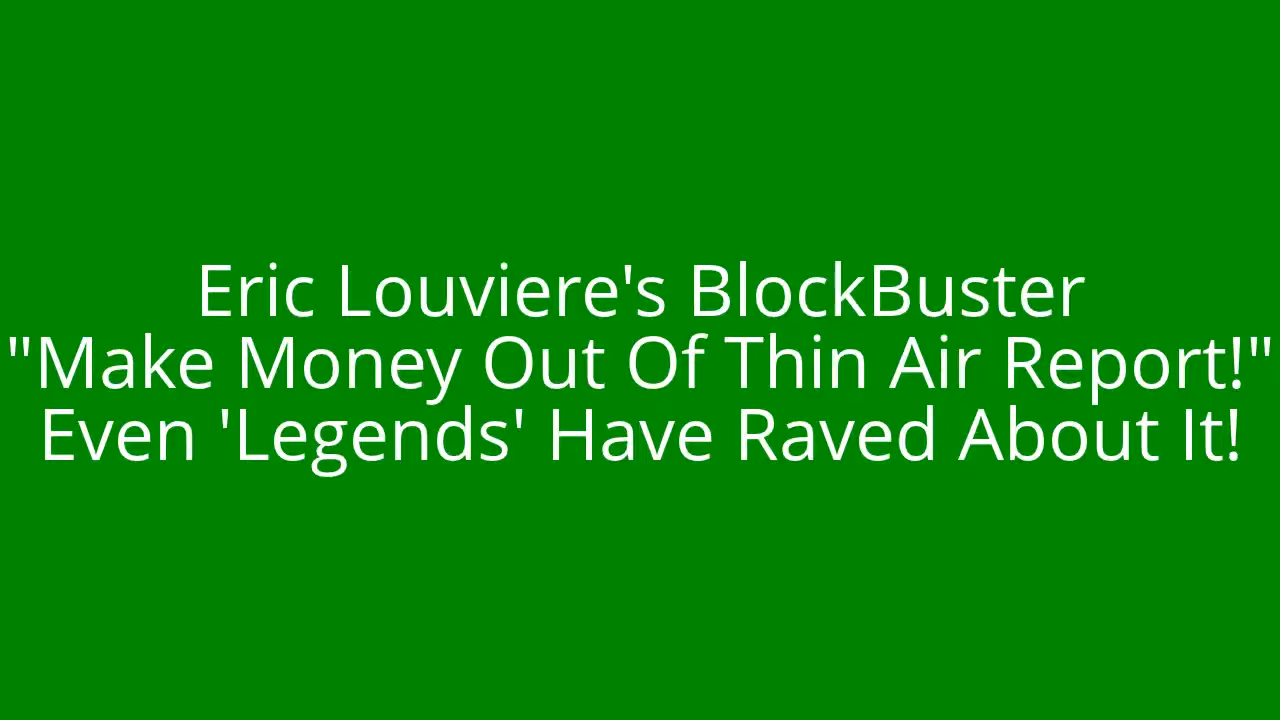 Eric Louviere's BlockBuster
"Make Money Out Of Thin Air Report!"
Even 'Legends' Have Raved About It!